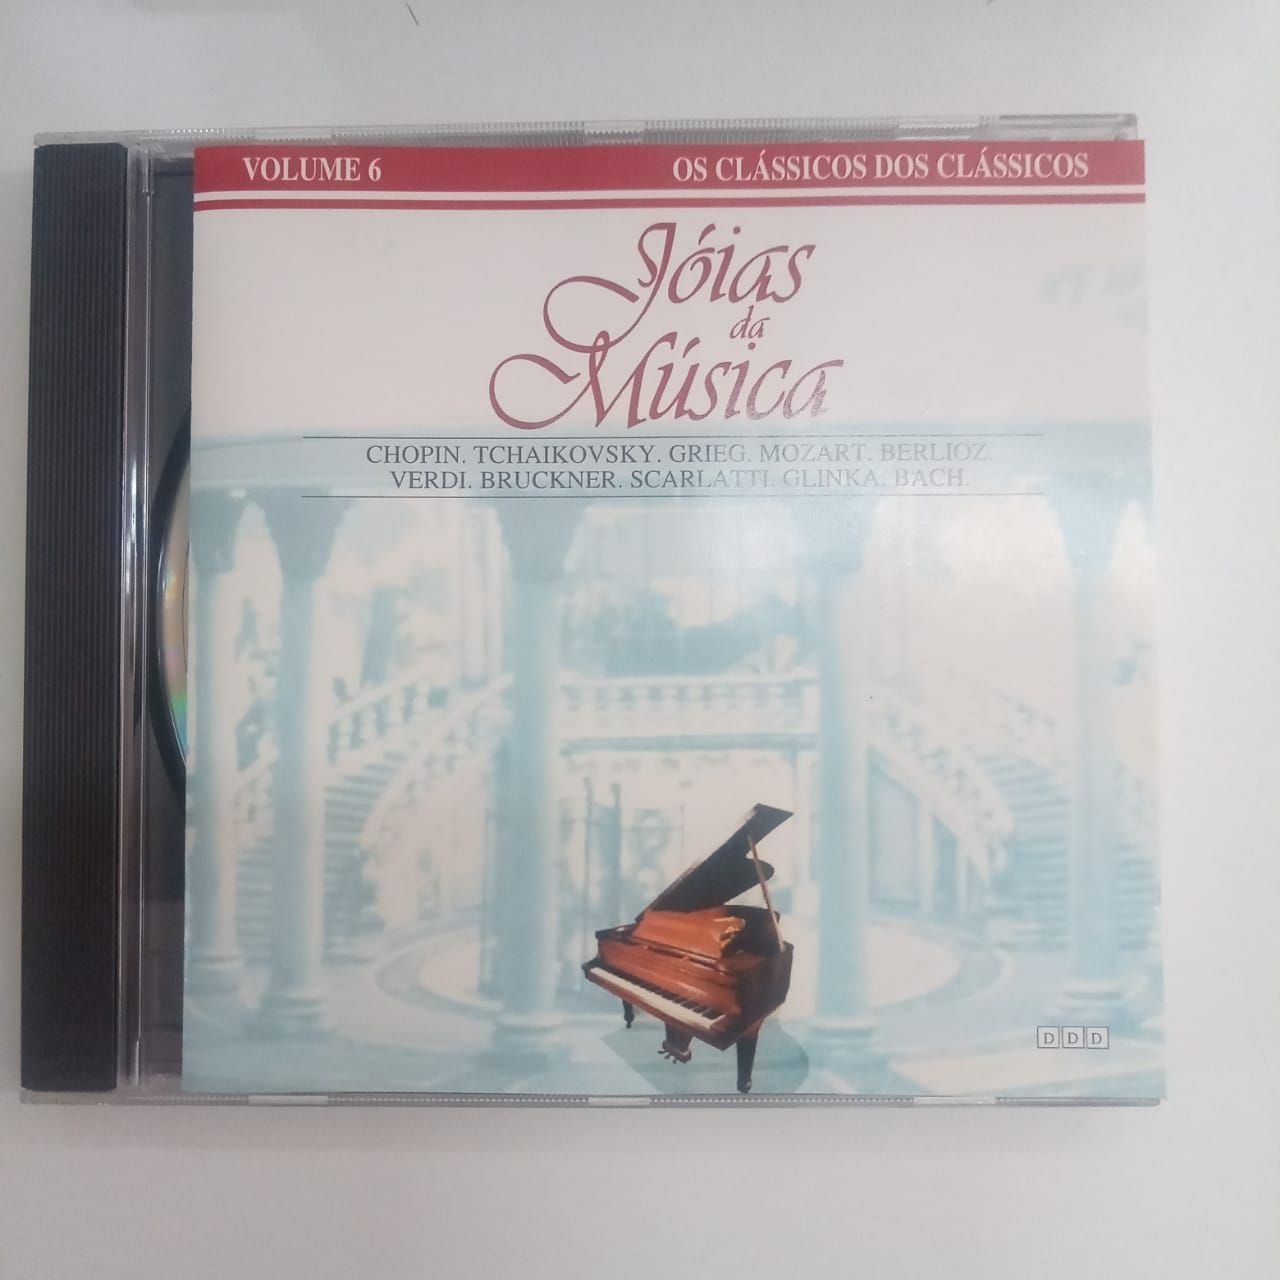 VOLUME 6 OS CLÁSSICOS DOS CLÁSSICOS
Jóias
da
Música
CHOPIN. TCHAIKOVSKY. GRIEG. MOZART. BERLIOZ.
VERDI. BRUCKNER. SCARLATTI. GLINKA. BACH.
DDD